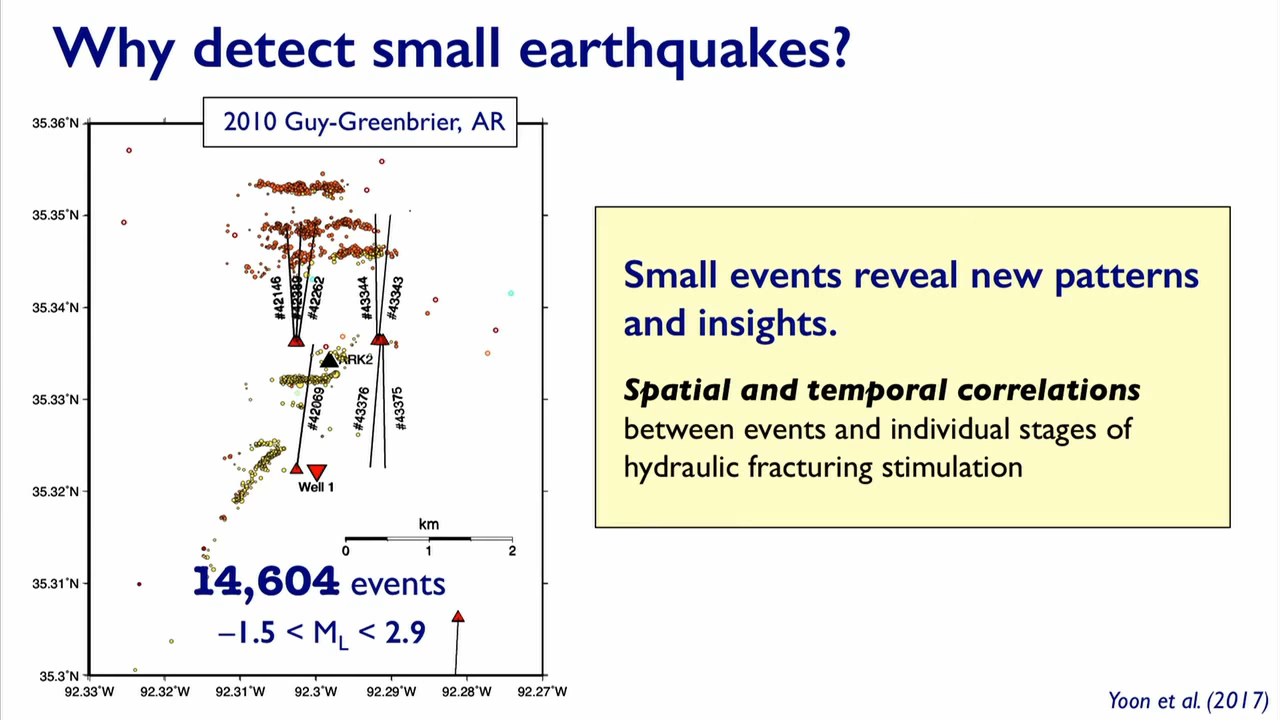 Why detect small earthquakes?
2010 Guy-Greenbrier, AR
35.36˚N
35.35˚N
35.34˚N
35.33˚N
35.32˚N
35.31˚N
35.3˚N
#42146
#42262
#43344
#43343
RK2
#42069
#43376
#43375
Well 1
km
0 1 2
14,604 events
–1.5 < ML < 2.9
92.33˚W 92.32˚W 92.31˚W 92.3˚W 92.29˚W 92.28˚W 92.27˚W
Small events reveal new patterns
and insights.
Spatial and temporal correlations
between events and individual stages of
hydraulic fracturing stimulation
Yoon et al. (2017)